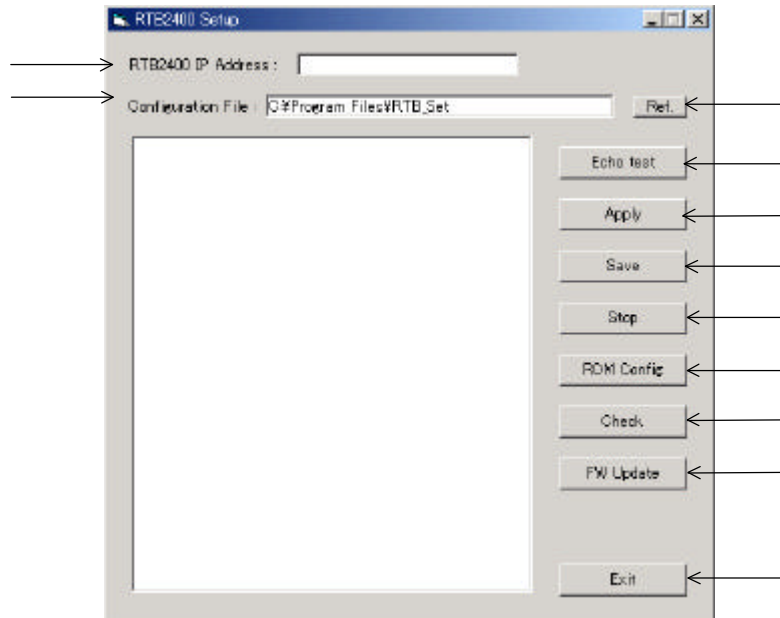 RTB2400 Setup
RTB2400 IP Address :
Configuration File : C¥Program Files¥RTB_Set
Ref.
Echo test
Apply
Save
Stop
ROM Config
Check
FW Update
Exit